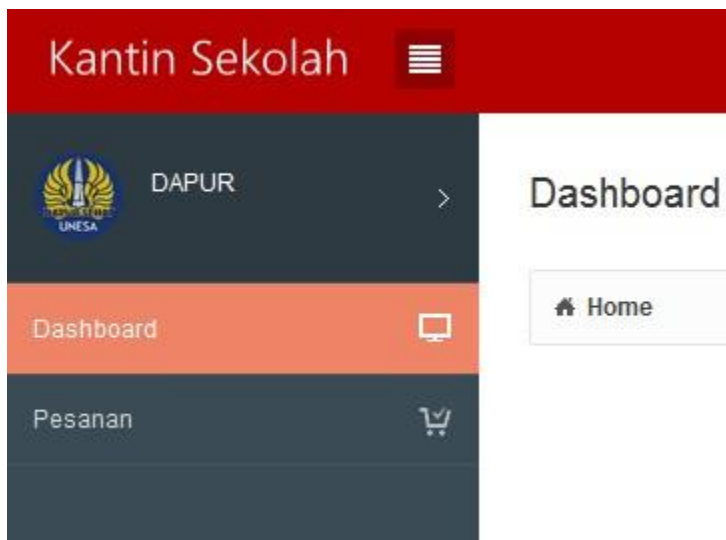 Kantin Sekolah
DAPUR
UNESA
Dashboard
Home
Dashboard
Pesanan